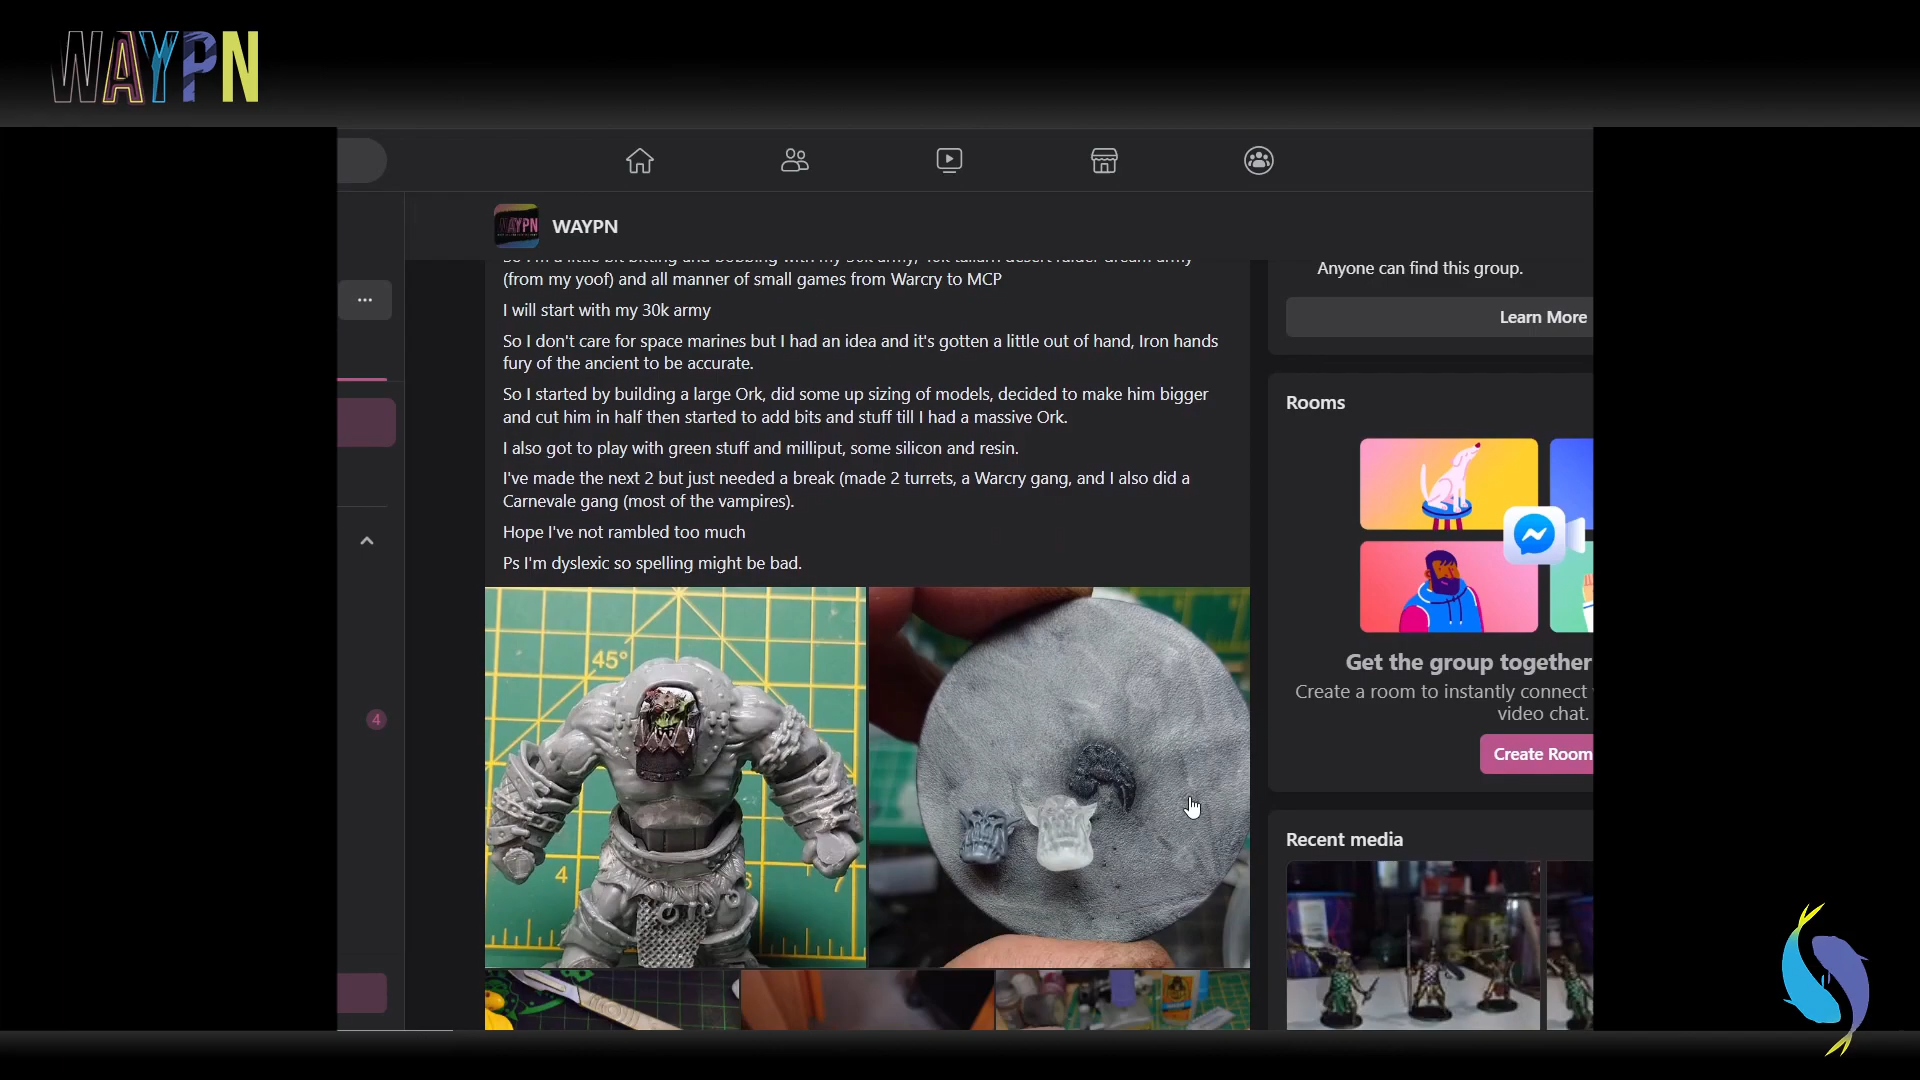 WAYPN
WAYPN
(from my yoof) and all manner of small games from Warcry to MCP
I will start with my 30k army
So I don't care for space marines but I had an idea and it's gotten a little out of hand, Iron hands
fury of the ancient to be accurate.
So I started by building a large Ork, did some up sizing of models, decided to make him bigger
and cut him in half then started to add bits and stuff till I had a massive Ork.
I also got to play with green stuff and milliput, some silicon and resin.
I've made the next 2 but just needed a break (made 2 turrets, a Warcry gang, and I also did a
Carnevale gang (most of the vampires).
Hope I've not rambled too much
Ps I'm dyslexic so spelling might be bad.
45°
4
6
7
4
Anyone can find this group.
Learn More
Rooms
Get the group together
Create a room to instantly connect
video chat.
Create Room
Recent media